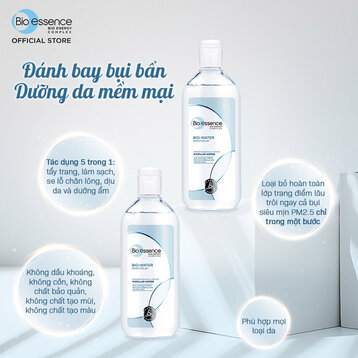 Bio essence
BIO ENERGY
COMPLEX
OFFICIAL STORE
Đánh bay bụi bẩn
Dưỡng da mềm mại
Tác dụng 5 trong 1:
tẩy trang, làm sạch,
se lỗ chân lông, dịu
da và dưỡng ẩm
Bio essence
BIO-WATER
MICELLAR WATER
Loại bỏ hoàn toàn
lớp trang điểm lâu
trôi ngay cả bụi
siêu mịn PM2.5 chỉ
trong một bước
Không dầu khoáng,
không cồn, không
chất bảo quản,
không chất tạo mùi,
không chất tạo màu
Bio essence
BIO-WATER
MICELLAR WATER
Phù hợp mọi
loại da